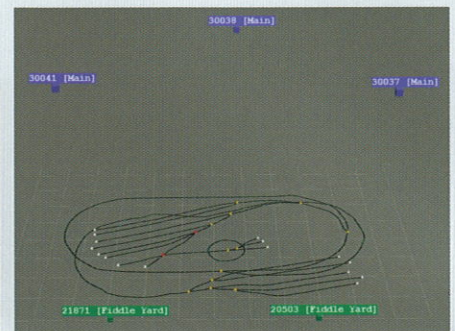 30038 [Main]
30041 [Main]
30037 [Main]
21871 [Fiddle Yard]
20503 [Fiddle Yard]